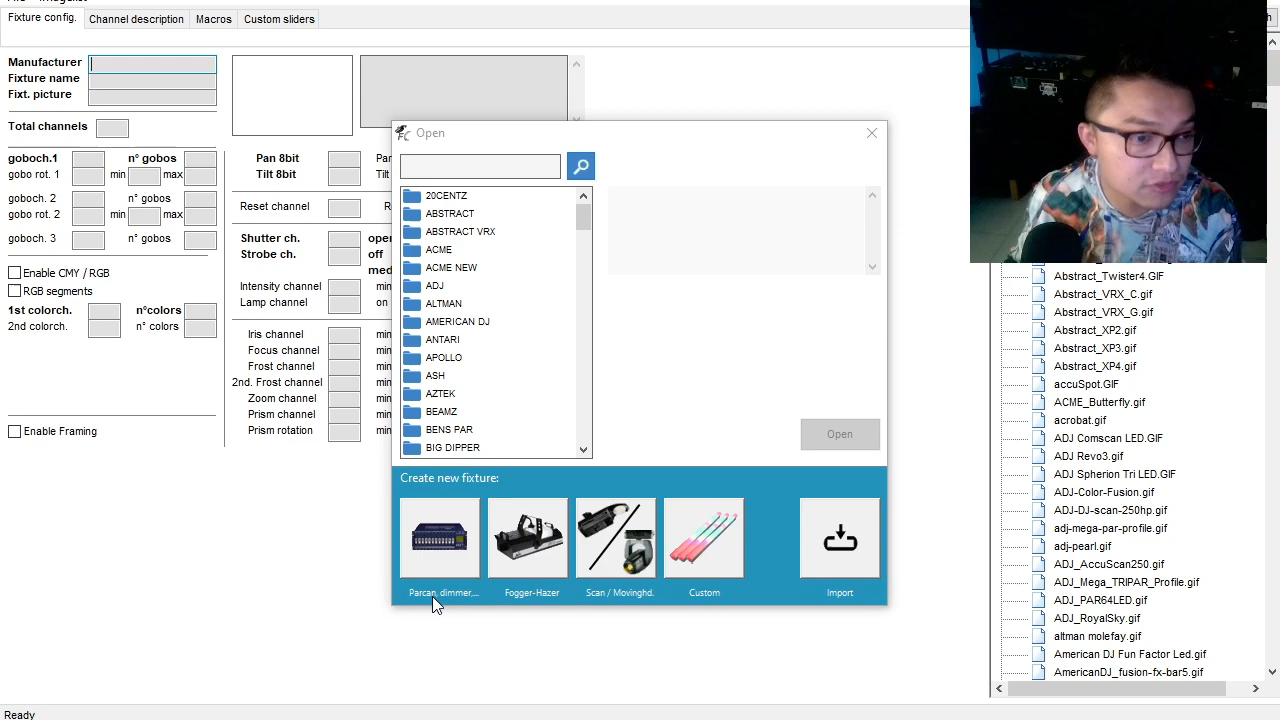 Fixture config.
Channel description
Macros
Custom sliders
Manufacturer
Fixture name
Fixt. picture
Total channels
goboch.1 n° gobos
gobo rot. 1 min max
goboch. 2 n° gobos
gobo rot. 2 min max
goboch. 3 n° gobos
Enable CMY / RGB
RGB segments
1st colorch. n°colors
2nd colorch. n° colors
Enable Framing
Pan 8bit
Tilt 8bit
Reset channel
Shutter ch.
Strobe ch. off
Intensity channel
Lamp channel on
Iris channel
Focus channel
Frost channel
2nd. Frost channel
Zoom channel
Prism channel
Prism rotation
FC Open
20CENTZ
ABSTRACT
ABSTRACT VRX
ACME
ACME NEW
ADJ
ALTMAN
AMERICAN DJ
ANTARI
APOLLO
ASH
AZTEK
BEAMZ
BENS PAR
BIG DIPPER
Open
Create new fixture:
Parcan, dimmer,...
Fogger-Hazer
Scan / Movinghd.
Custom
Import
Abstract_Twister4.GIF
Abstract_VRX_C.gif
Abstract_VRX_G.gif
Abstract_XP2.gif
Abstract_XP3.gif
Abstract_XP4.gif
accuSpot.GIF
ACME_Butterfly.gif
acrobat.gif
ADJ Comscan LED.GIF
ADJ Revo3.gif
ADJ Spherion Tri LED.GIF
ADJ-Color-Fusion.gif
ADJ-DJ-scan-250hp.gif
adj-mega-par-profile.gif
adj-pearl.gif
ADJ_AccuScan250.gif
ADJ_Mega_TRIPAR_Profile.gif
ADJ_PAR64LED.gif
ADJ_RoyalSky.gif
altman molefay.gif
American DJ Fun Factor Led.gif
AmericanDJ_fusion-fx-bar5.gif
Ready